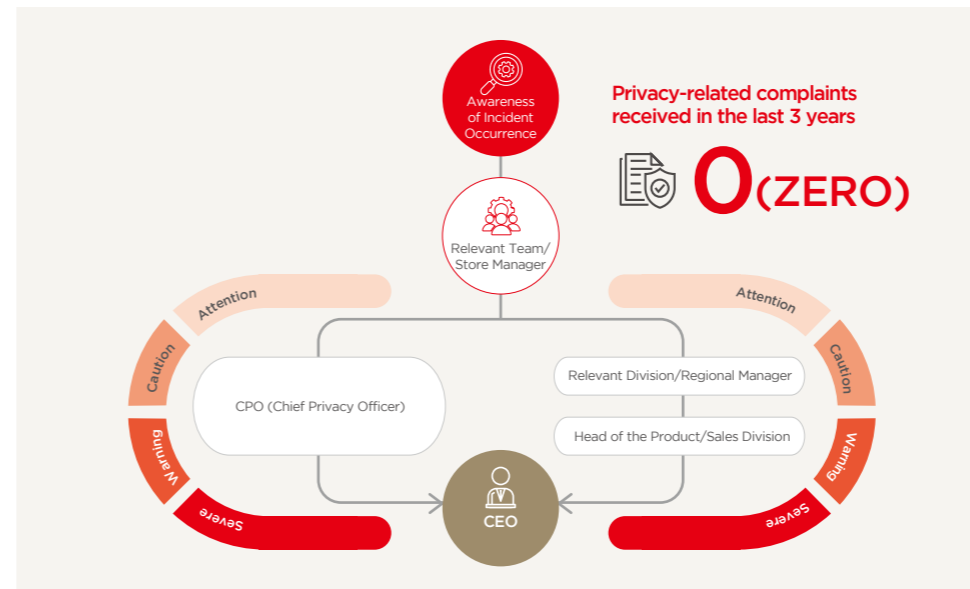 Awareness
of Incident
Occurrence
Privacy-related complaints
received in the last 3 years
0(ZERO)
Relevant Team/
Store Manager
Attention
Caution
Warning
Severe
Attention
Caution
Warning
Severe
CPO (Chief Privacy Officer)
Relevant Division/Regional Manager
Head of the Product/Sales Division
CEO